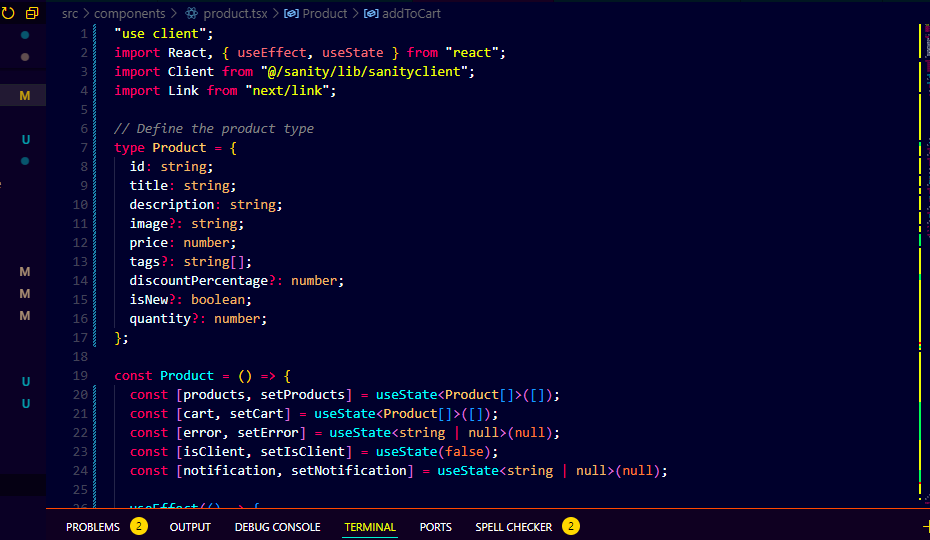 src > components > product.tsx > Product > addToCart
M
U
M
M
M
U
U
1 "use client";
2 import React, { useEffect, useState } from "react";
3 import Client from "@/sanity/lib/sanityclient";
4 import Link from "next/link";
5
6 // Define the product type
7 type Product = {
8 id: string;
9 title: string;
10 description: string;
11 image?: string;
12 price: number;
13 tags?: string[];
14 discountPercentage?: number;
15 isNew?: boolean;
16 quantity?: number;
17 };
18
19 const Product = () => {
20 const [products, setProducts] = useState<Product[]>([]);
21 const [cart, setCart] = useState<Product[]>([]);
22 const [error, setError] = useState<string | null>(null);
23 const [isClient, setIsClient] = useState(false);
24 const [notification, setNotification] = useState<string | null>(null);
25
26 useEffect(() => {
PROBLEMS 2 OUTPUT DEBUG CONSOLE TERMINAL PORTS SPELL CHECKER 2